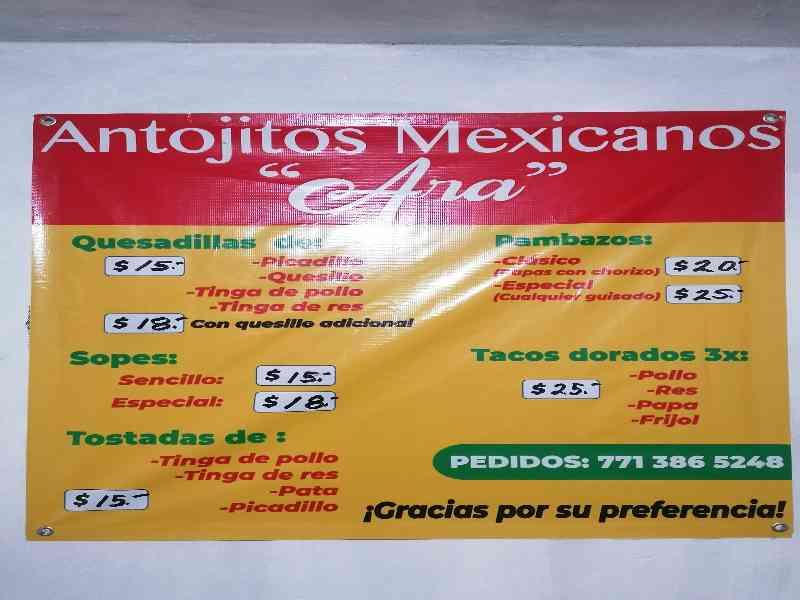 Antojitos Mexicanos
“Ara”
Quesadillas de:
$15.-
-Picadillo
-Quesillo
-Tinga de pollo
-Tinga de res
$18.- Con quesillo adicional
Sopes:
Sencillo: $15.-
Especial: $18.-
Tostadas de :
-Tinga de pollo
-Tinga de res
-Pata
-Picadillo
$15.-
Pambazos:
-Clásico
(Papas con chorizo) $20.-
-Especial
(Cualquier guisado) $25.-
Tacos dorados 3x:
$25.-
-Pollo
-Res
-Papa
-Frijol
PEDIDOS: 771 386 5248
¡Gracias por su preferencia!